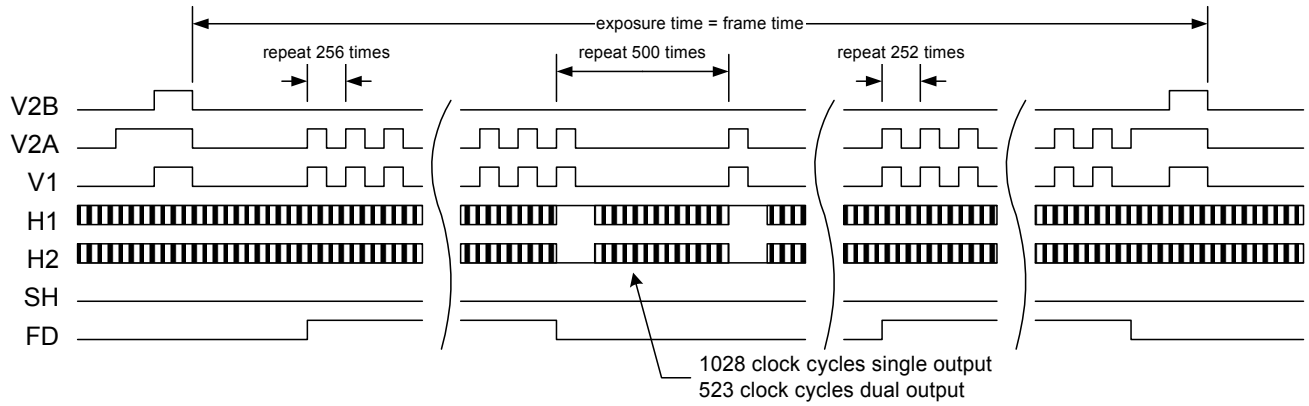 exposure time = frame time
repeat 256 times
repeat 500 times
repeat 252 times
V2B
V2A
V1
H1
H2
SH
FD
1028 clock cycles single output
523 clock cycles dual output